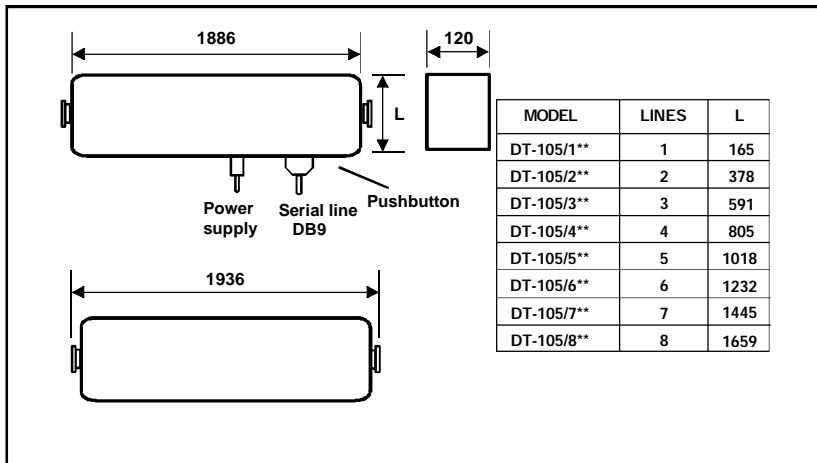 1886
120
L
Power supply
Serial line DB9
Pushbutton
1936
MODEL LINES L
DT-105/1** 1 165
DT-105/2** 2 378
DT-105/3** 3 591
DT-105/4** 4 805
DT-105/5** 5 1018
DT-105/6** 6 1232
DT-105/7** 7 1445
DT-105/8** 8 1659